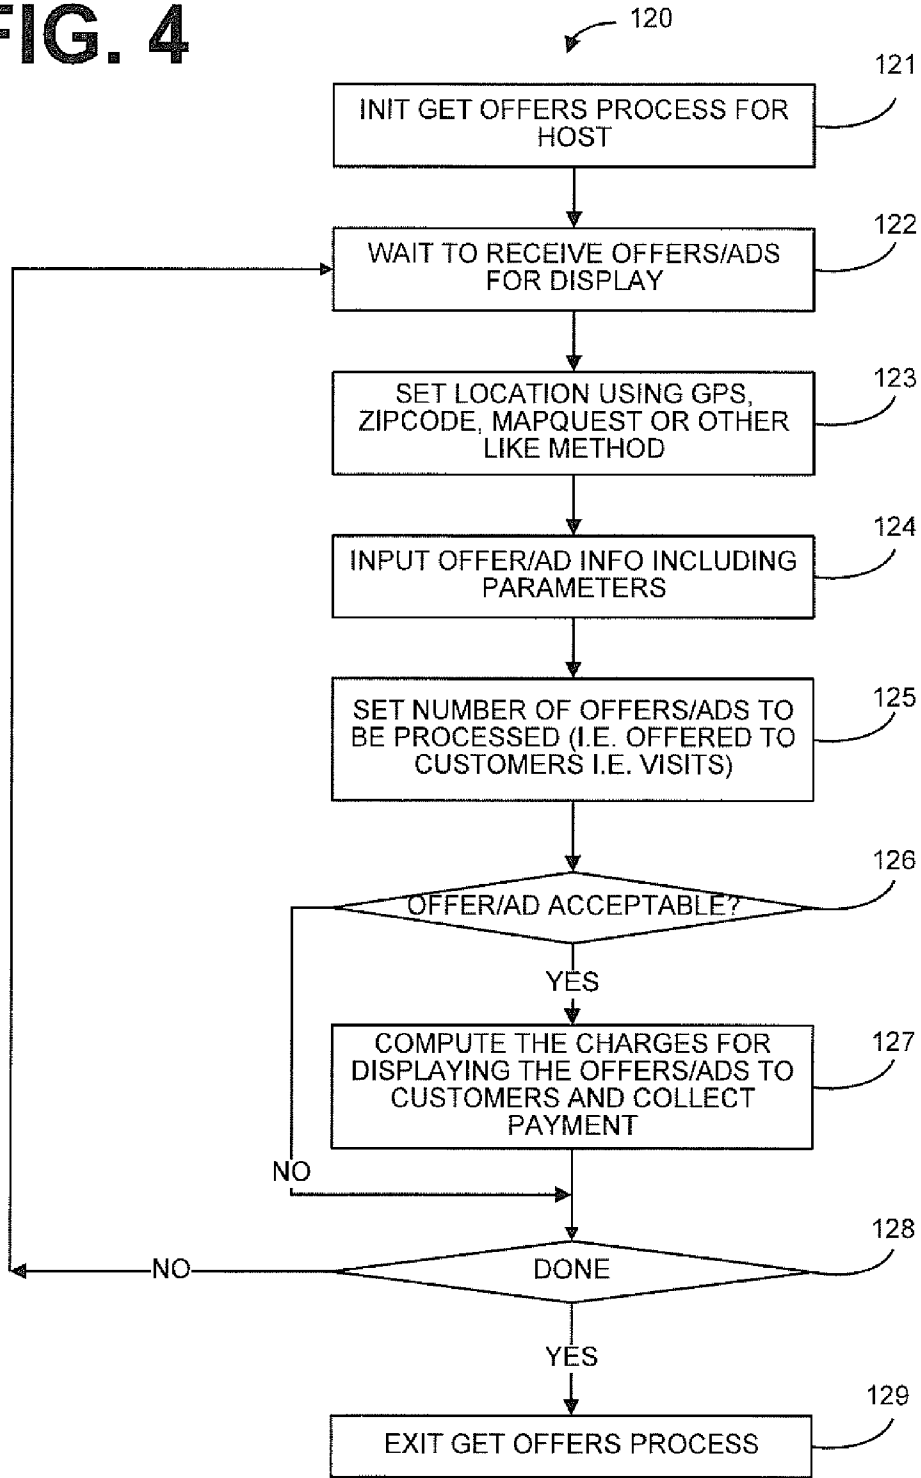 FIG. 4
120
121
INIT GET OFFERS PROCESS FOR
HOST
122
WAIT TO RECEIVE OFFERS/ADS
FOR DISPLAY
123
SET LOCATION USING GPS,
ZIPCODE, MAPQUEST OR OTHER
LIKE METHOD
124
INPUT OFFER/AD INFO INCLUDING
PARAMETERS
125
SET NUMBER OF OFFERS/ADS TO
BE PROCESSED (I.E. OFFERED TO
CUSTOMERS I.E. VISITS)
126
OFFER/AD ACCEPTABLE?
YES
127
COMPUTE THE CHARGES FOR
DISPLAYING THE OFFERS/ADS TO
CUSTOMERS AND COLLECT
PAYMENT
NO
128
DONE
NO
YES
129
EXIT GET OFFERS PROCESS